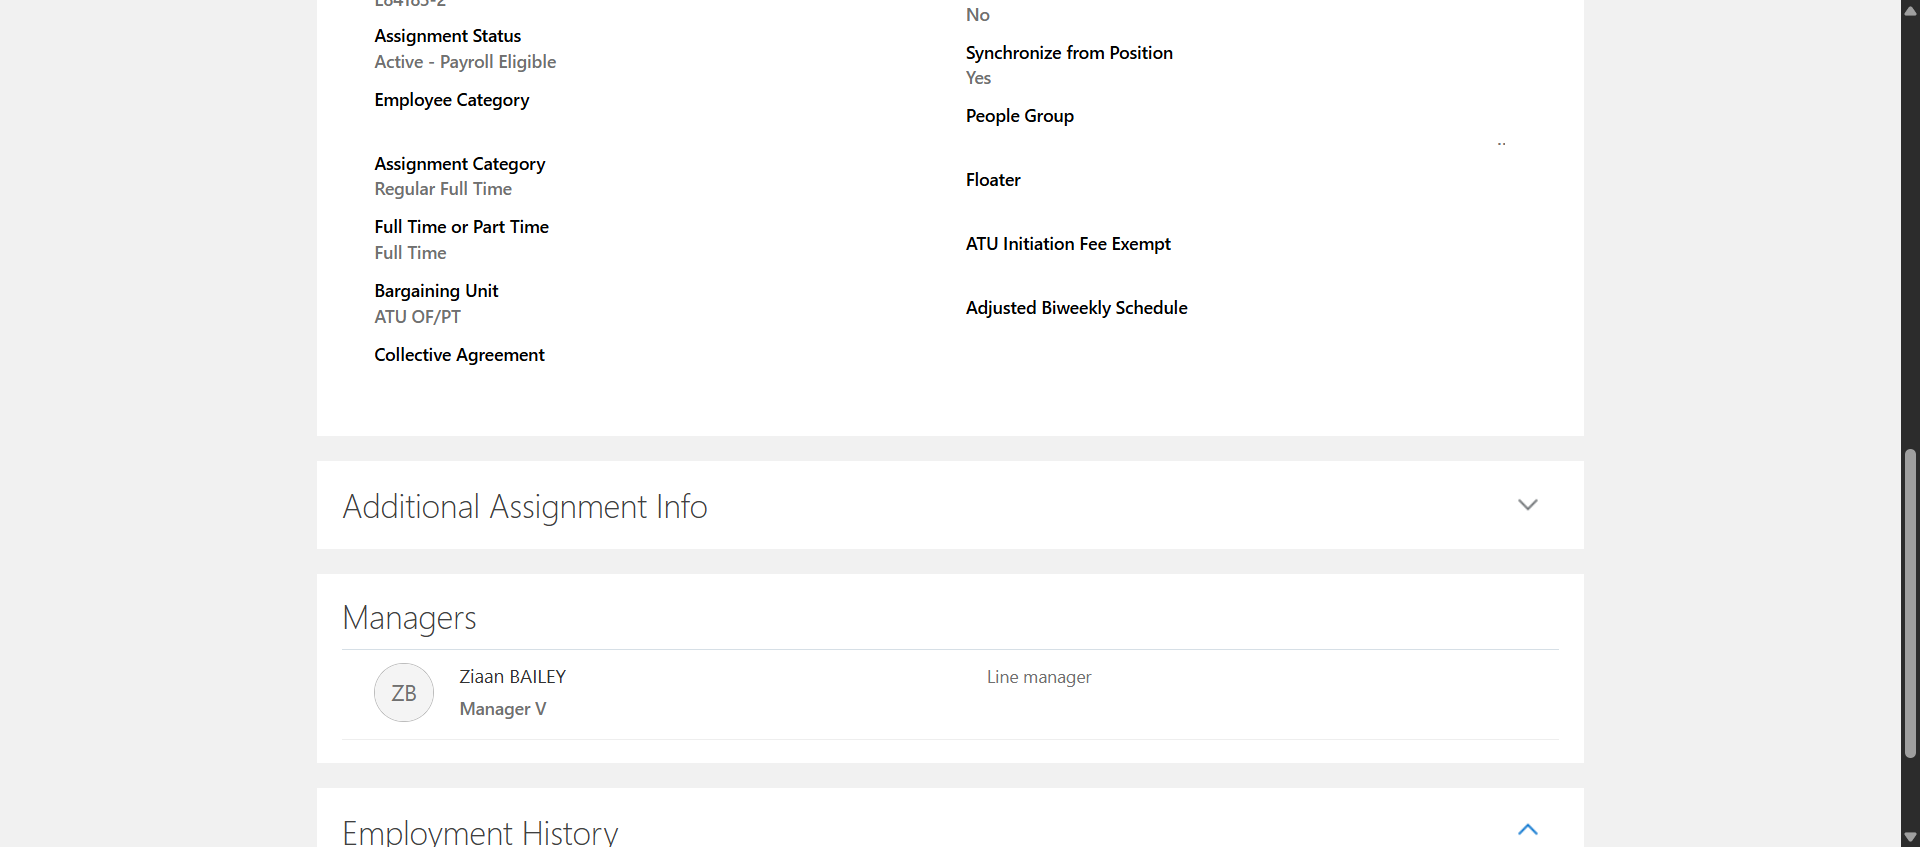 Assignment Status
Active - Payroll Eligible
Employee Category
Assignment Category
Regular Full Time
Full Time or Part Time
Full Time
Bargaining Unit
ATU OF/PT
Collective Agreement
No
Synchronize from Position
Yes
People Group
..
Floater
ATU Initiation Fee Exempt
Adjusted Biweekly Schedule
Additional Assignment Info
Managers
ZB
Ziaan BAILEY
Manager V
Line manager
Employment History